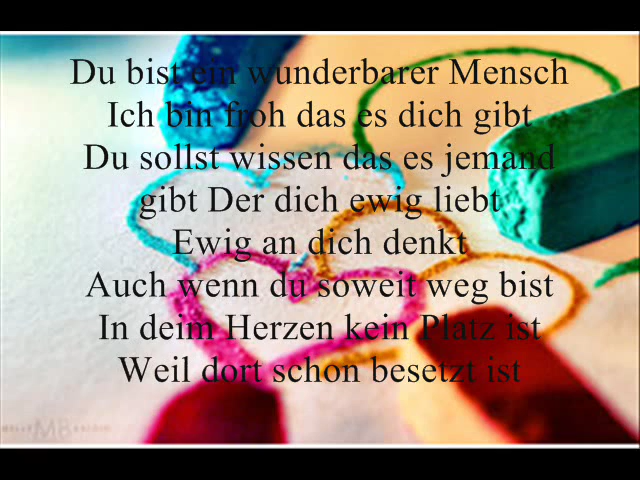 Du bist ein wunderbarer Mensch
Ich bin froh das es dich gibt
Du sollst wissen das es jemand
gibt Der dich ewig liebt
Ewig an dich denkt
Auch wenn du soweit weg bist
In deim Herzen kein Platz ist
Weil dort schon besetzt ist
MB